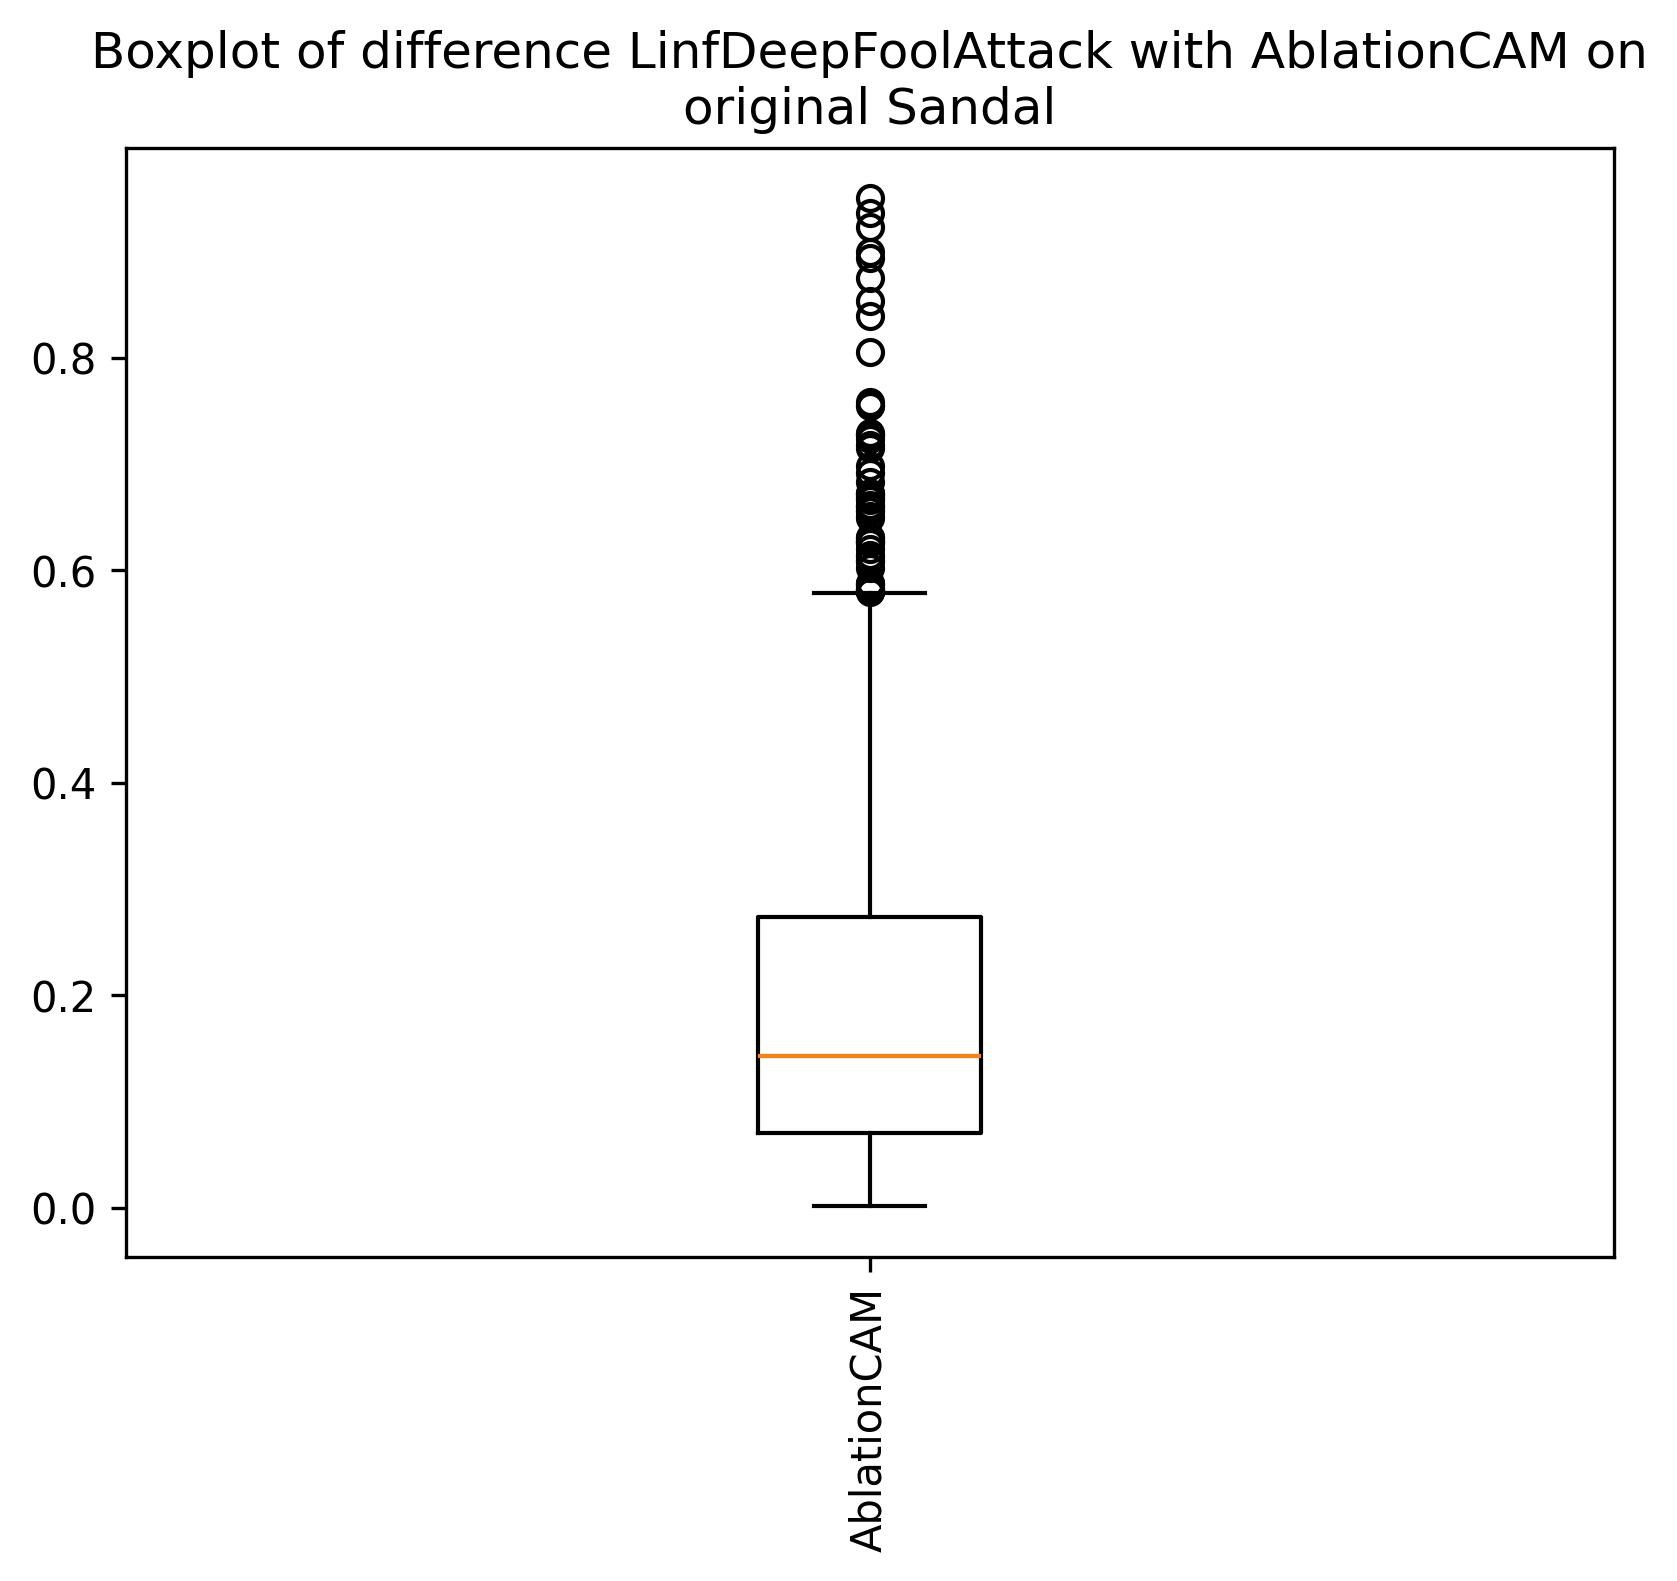 Boxplot of difference LinfDeepFoolAttack with AblationCAM on
original Sandal
0.8
0.6
0.4
0.2
0.0
AblationCAM